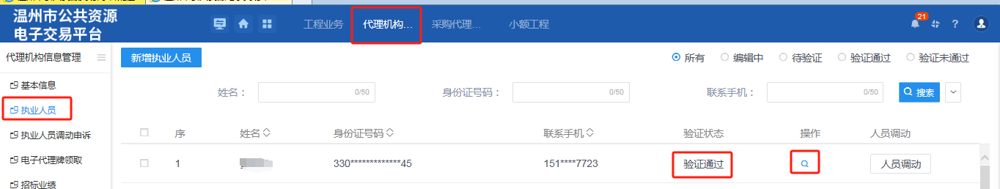 温州市公共资源
电子交易平台
工程业务 代理机构... 采购代理... 小额工程 21 ?
代理机构信息管理
新增执业人员 所有 编辑中 待验证 验证通过 验证未通过
基本信息
姓名： 0/50 身份证号码： 0/50 联系手机： 0/50 搜索
执业人员
执业人员调动申诉
序 姓名 身份证号码 联系手机 验证状态 操作 人员调动
电子代理牌领取
1 330*************45 151****7723 验证通过 人员调动
招标业绩